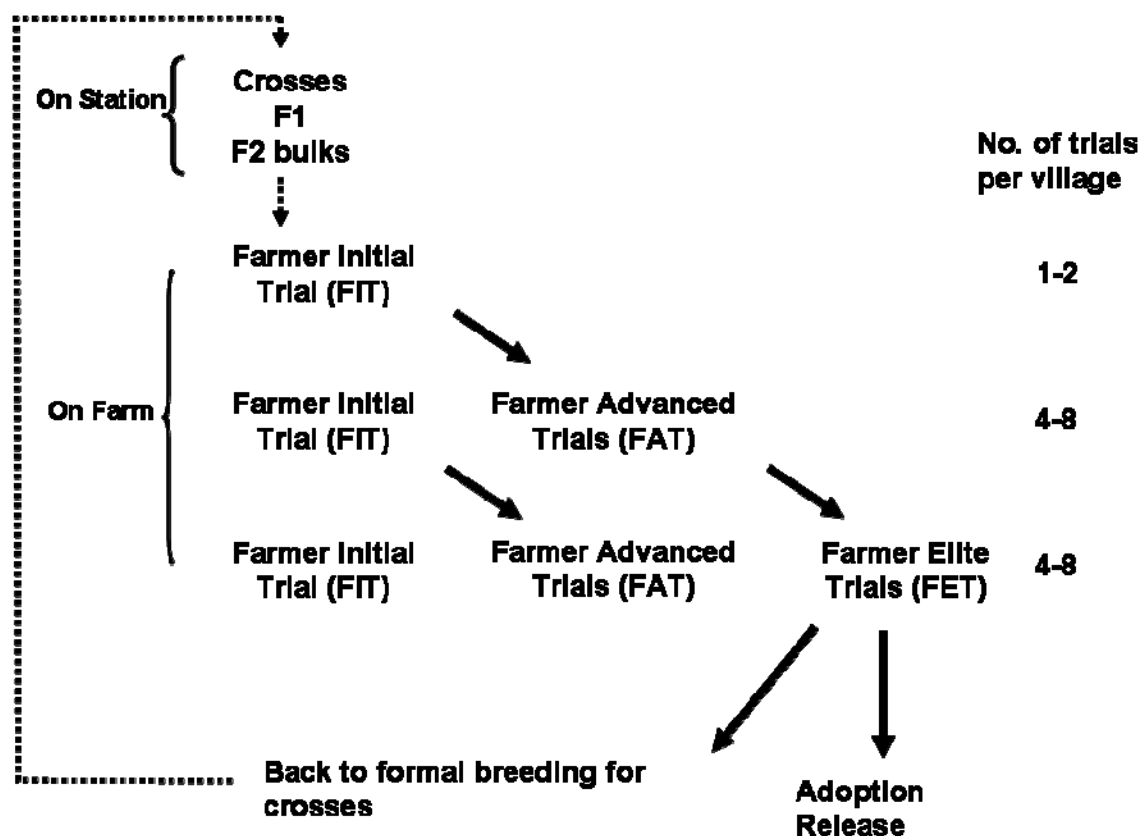 Crosses
On Station
F1
F2 bulks
No. of trials
per village
Farmer Initial
Trial (FIT)
1-2
On Farm
Farmer Initial
Trial (FIT)
Farmer Advanced
Trials (FAT)
4-8
Farmer Initial
Trial (FIT)
Farmer Advanced
Trials (FAT)
Farmer Elite
Trials (FET)
4-8
Back to formal breeding for
crosses
Adoption
Release